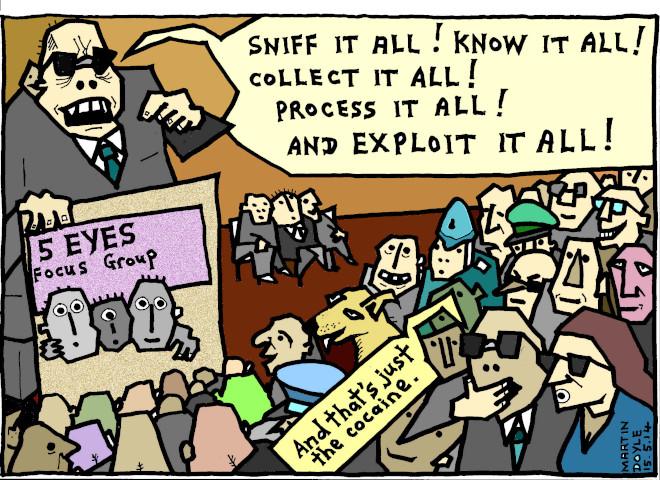 SNIFF IT ALL! KNOW IT ALL!
COLLECT IT ALL!
PROCESS IT ALL!
AND EXPLOIT IT ALL!
5 EYES
Focus Group
And that's just
the cocaine.
MARTIN
DOYLE
15.5.14